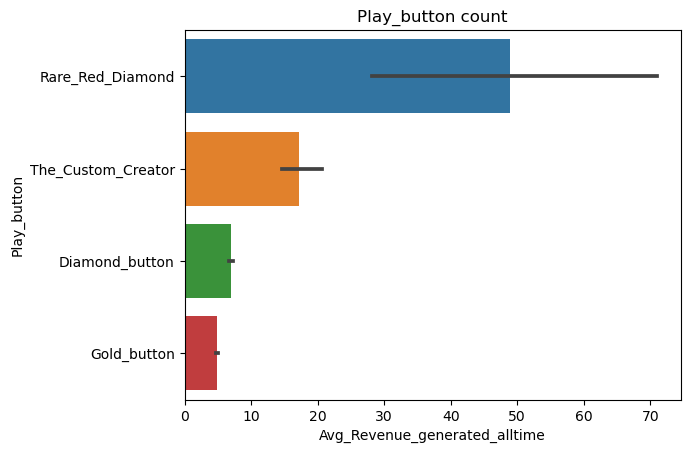 Play_button count
Rare_Red_Diamond
The_Custom_Creator
Diamond_button
Gold_button
Play_button
0 10 20 30 40 50 60 70
Avg_Revenue_generated_alltime